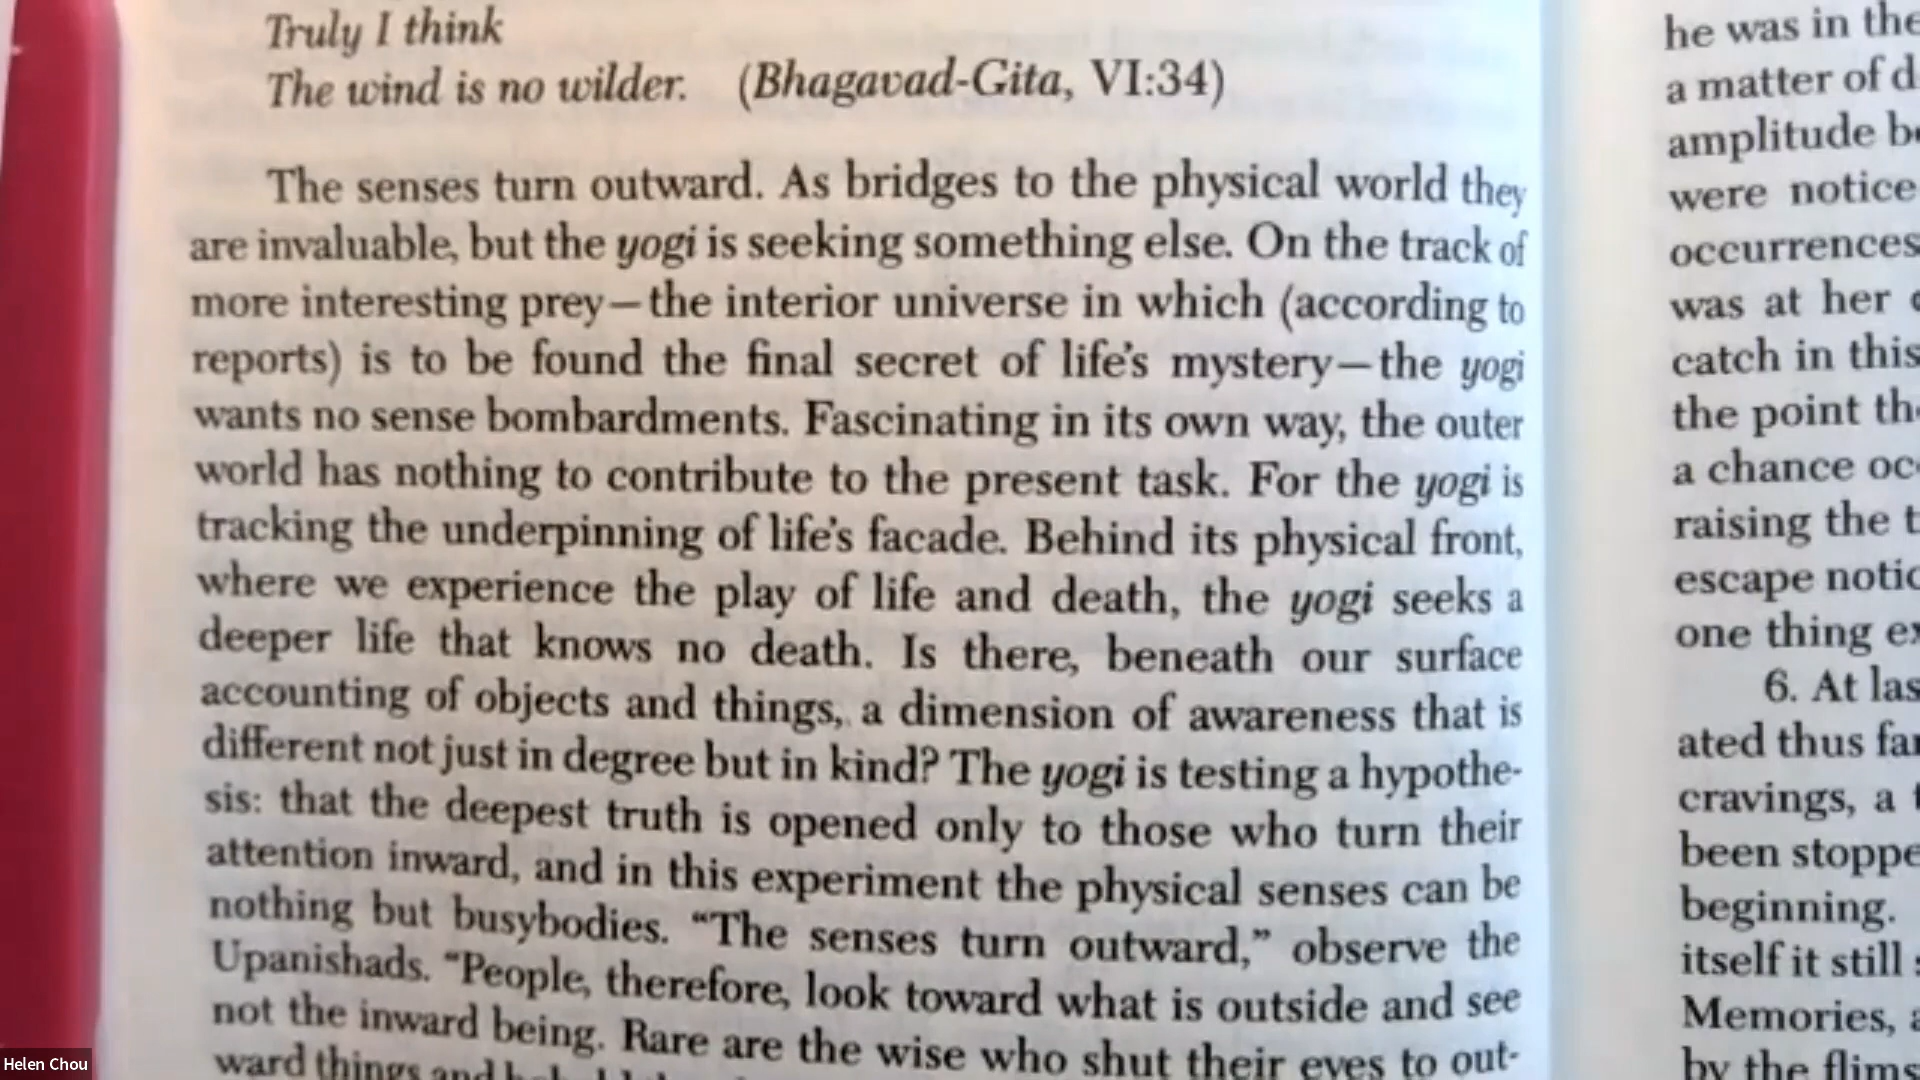 Truly I think
The wind is no wilder. (Bhagavad-Gita, VI:34)
The senses turn outward. As bridges to the physical world they
are invaluable, but the yogi is seeking something else. On the track of
more interesting prey—the interior universe in which (according to
reports) is to be found the final secret of life's mystery—the yogi
wants no sense bombardments. Fascinating in its own way, the outer
world has nothing to contribute to the present task. For the yogi is
tracking the underpinning of life's facade. Behind its physical front,
where we experience the play of life and death, the yogi seeks a
deeper life that knows no death. Is there, beneath our surface
accounting of objects and things, a dimension of awareness that is
different not just in degree but in kind? The yogi is testing a hypothe-
sis: that the deepest truth is opened only to those who turn their
attention inward, and in this experiment the physical senses can be
nothing but busybodies. “The senses turn outward,” observe the
Upanishads. “People, therefore, look toward what is outside and see
not the inward being. Rare are the wise who shut their eyes to out-
ward things and
he was in the
a matter of
amplitude
were notice
occurrences
was at her
catch in this
the point
a chance
raising the
escape
one thing
6. At las
ated thus
cravings, a
been stoppe
beginning.
itself it still
Memories,
by the
Helen Chou